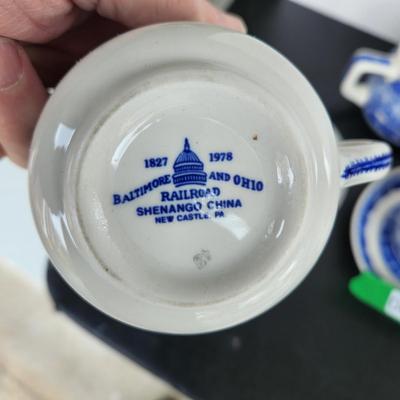 1827 1978
BALTIMORE AND OHIO
RAILROAD
SHENANGO CHINA
NEW CASTLE, PA